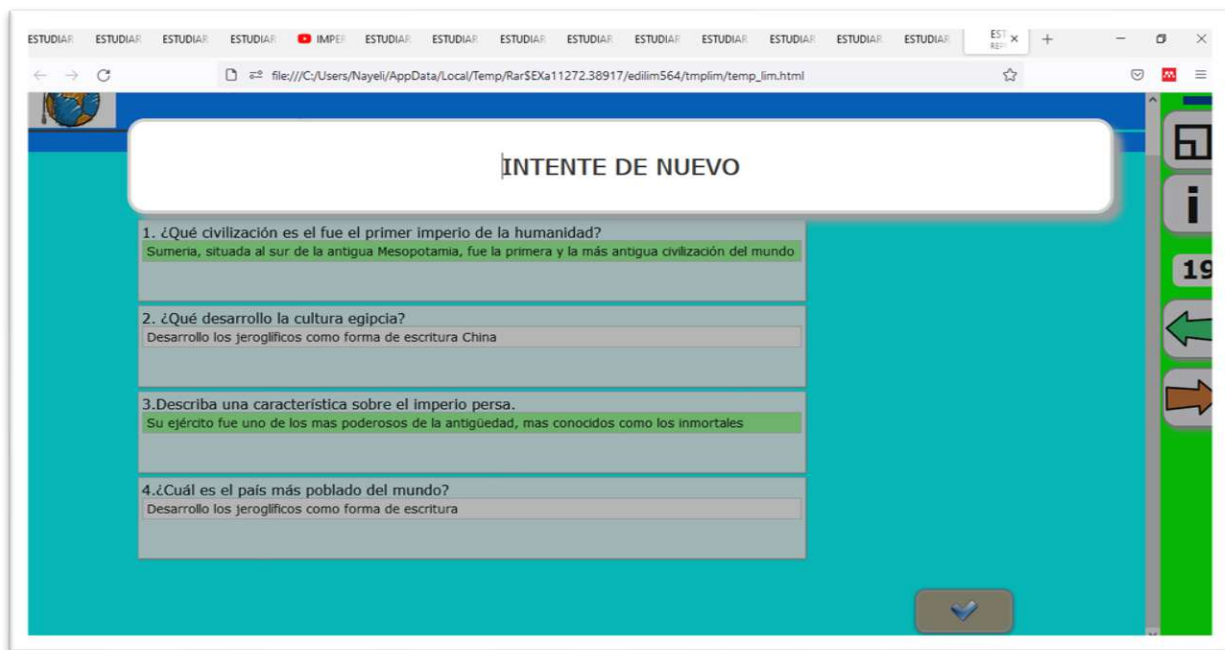 ESTUDIAR ESTUDIAR ESTUDIAR ESTUDIAR IMPER ESTUDIAR ESTUDIAR ESTUDIAR ESTUDIAR ESTUDIAR ESTUDIAR ESTUDIAR ESTUDIAR ESTUDIAR EST
file:///C:/Users/Nayeli/AppData/Local/Temp/Rar$EXa11272.38917/edilim564/tmplim/temp_lim.html
INTENTE DE NUEVO
1. ¿Qué civilización es el fue el primer imperio de la humanidad?
Sumeria, situada al sur de la antigua Mesopotamia, fue la primera y la más antigua civilización del mundo
2. ¿Qué desarrollo la cultura egipcia?
Desarrollo los jeroglíficos como forma de escritura China
3.Describa una característica sobre el imperio persa.
Su ejército fue uno de los mas poderosos de la antigüedad, mas conocidos como los inmortales
4.¿Cuál es el país más poblado del mundo?
Desarrollo los jeroglíficos como forma de escritura
i
19